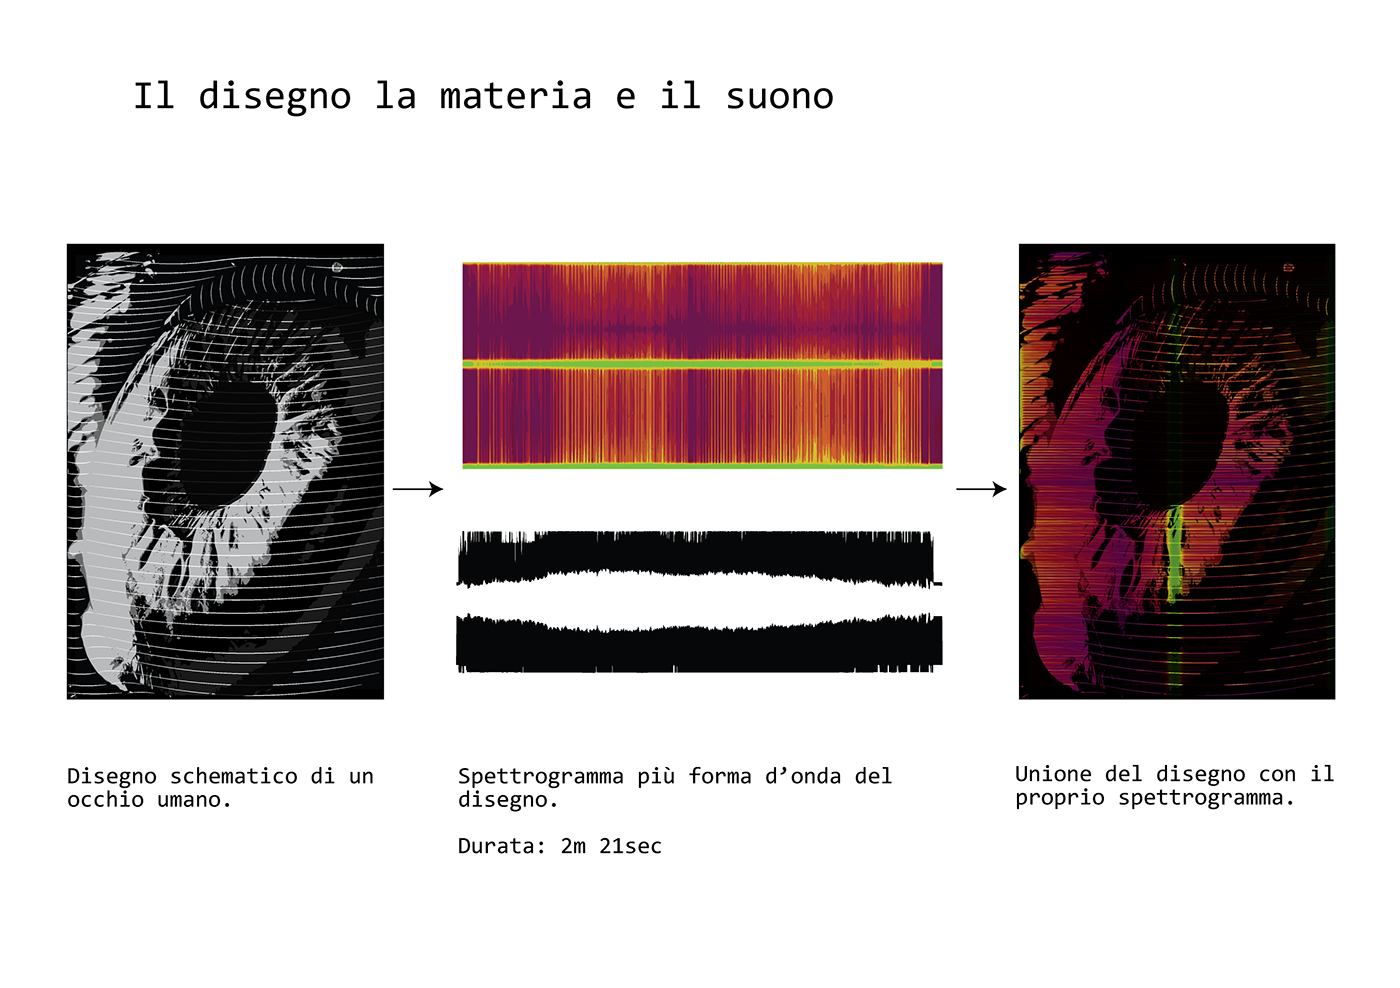 Il disegno la materia e il suono
Disegno schematico di un
occhio umano.
Spettrogramma più forma d’onda del
disegno.
Durata: 2m 21sec
Unione del disegno con il
proprio spettrogramma.